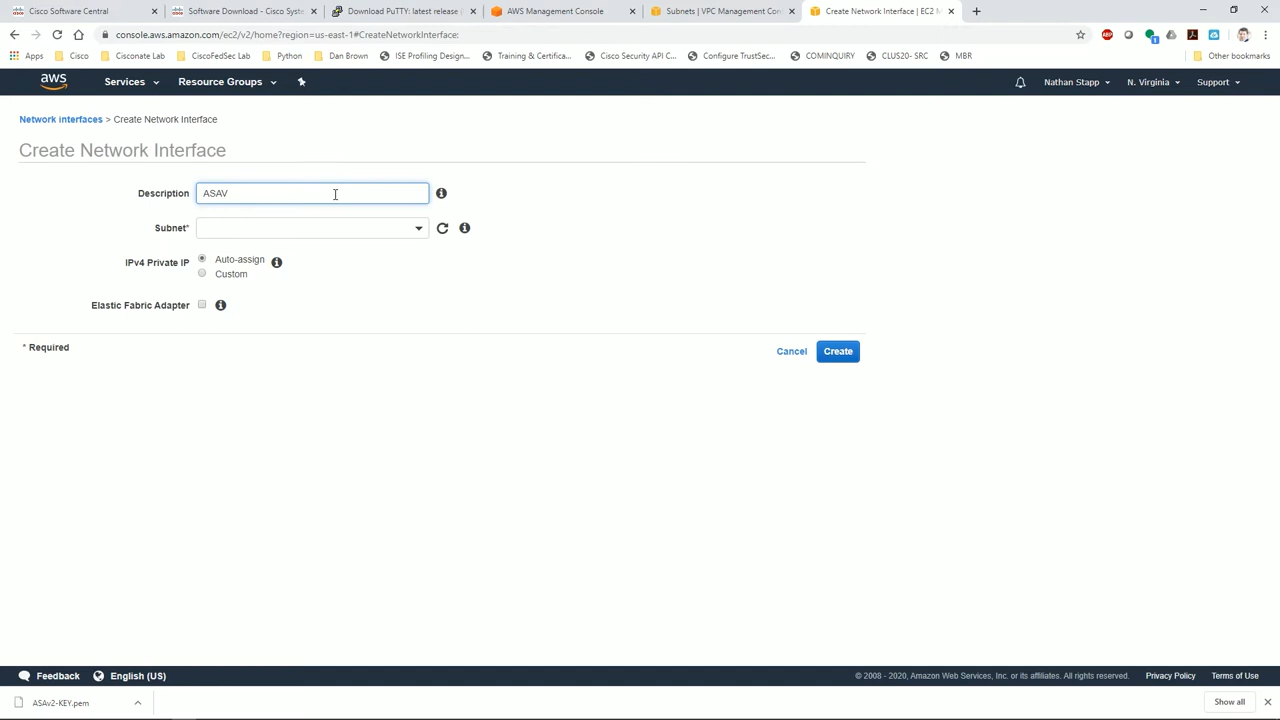 Cisco Software Central
Software Download - Cisco Syste
Download PuTTY: latest release (
AWS Management Console
Subnets | VPC Management Con
Create Network Interface | EC2 M
console.aws.amazon.com/ec2/v2/home?region=us-east-1#CreateNetworkInterface:
Apps
Cisco
Cisconate Lab
CiscoFedSec Lab
Python
Dan Brown
ISE Profiling Design...
Training & Certifica...
Cisco Security API C...
Configure TrustSec...
COMINQUIRY
CLUS20- SRC
MBR
Other bookmarks
aws
Services
Resource Groups
Nathan Stapp
N. Virginia
Support
Network interfaces > Create Network Interface
Create Network Interface
Description
ASAV
Subnet*
IPv4 Private IP
Auto-assign
Custom
Elastic Fabric Adapter
* Required
Cancel
Create
Feedback
English (US)
© 2008 - 2020, Amazon Web Services, Inc. or its affiliates. All rights reserved.
Privacy Policy
Terms of Use
ASAv2-KEY.pem
Show all